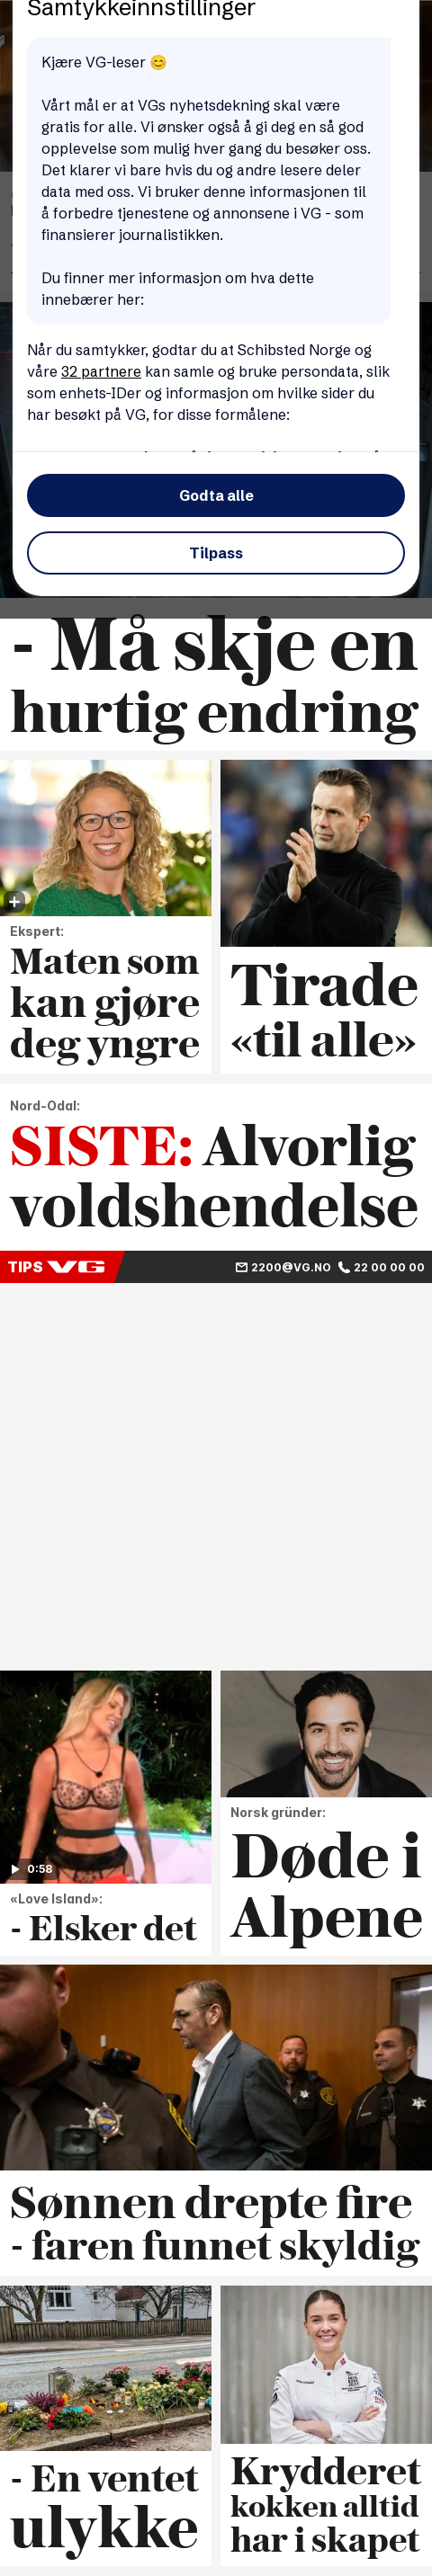 Samtykkeinnstillinger
Kjære VG-leser 😊
Vårt mål er at VGs nyhetsdekning skal være
gratis for alle. Vi ønsker også å gi deg en så god
opplevelse som mulig hver gang du besøker oss.
Det klarer vi bare hvis du og andre lesere deler
data med oss. Vi bruker denne informasjonen til
å forbedre tjenestene og annonsene i VG - som
finansierer journalistikken.
Du finner mer informasjon om hva dette
innebærer her:
Når du samtykker, godtar du at Schibsted Norge og
våre 32 partnere kan samle og bruke persondata, slik
som enhets-IDer og informasjon om hvilke sider du
har besøkt på VG, for disse formålene:
Godta alle
Tilpass
- Må skje en
hurtig endring
Ekspert:
Maten som
kan gjøre
deg yngre
Tirade
«til alle»
Nord-Odal:
SISTE: Alvorlig
voldshendelse
TIPS VG 2200@VG.NO 22 00 00 00
0:58
«Love Island»:
- Elsker det
Norsk gründer:
Døde i
Alpene
Sønnen drepte fire
- faren funnet skyldig
- En ventet
ulykke
Krydderet
kokken alltid
har i skapet